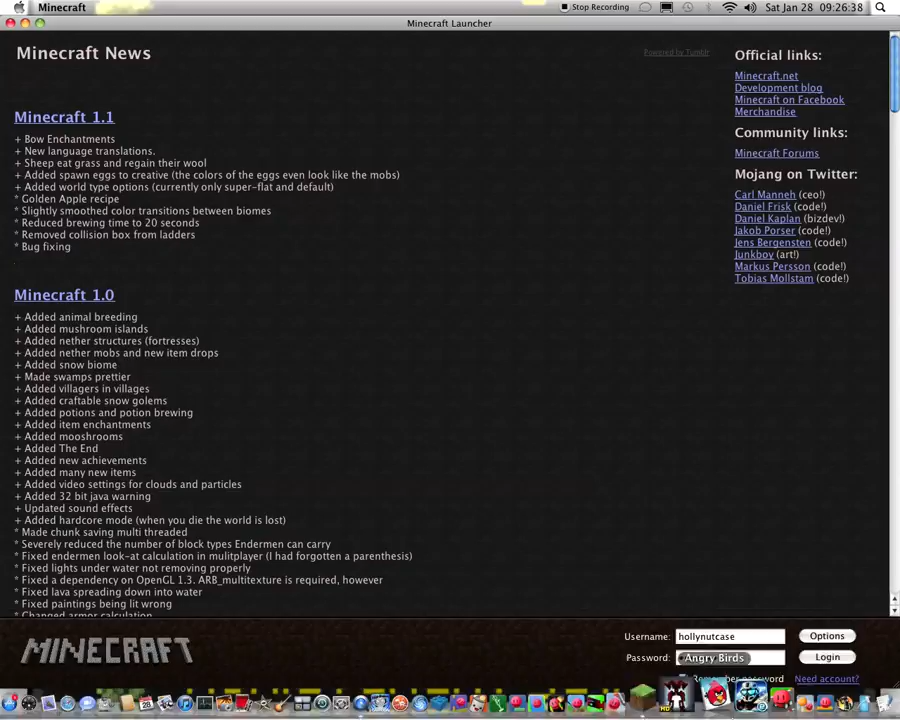 Minecraft
Stop Recording
Sat Jan 28 09:26:38
Minecraft Launcher
Minecraft News
Powered by Tumblr
Minecraft 1.1
+ Bow Enchantments
+ New language translations.
+ Sheep eat grass and regain their wool
+ Added spawn eggs to creative (the colors of the eggs even look like the mobs)
+ Added world type options (currently only super-flat and default)
* Golden Apple recipe
* Slightly smoothed color transitions between biomes
* Reduced brewing time to 20 seconds
* Removed collision box from ladders
* Bug fixing
Minecraft 1.0
+ Added animal breeding
+ Added mushroom islands
+ Added nether structures (fortresses)
+ Added nether mobs and new item drops
+ Added snow biome
+ Made swamps prettier
+ Added villagers in villages
+ Added craftable snow golems
+ Added potions and potion brewing
+ Added item enchantments
+ Added mooshrooms
+ Added The End
+ Added new achievements
+ Added many new items
+ Added video settings for clouds and particles
+ Added 32 bit java warning
+ Updated sound effects
+ Added hardcore mode (when you die the world is lost)
* Made chunk saving multi threaded
* Severely reduced the number of block types Endermen can carry
* Fixed endermen look-at calculation in mulitplayer (I had forgotten a parenthesis)
* Fixed lights under water not removing properly
* Fixed a dependency on OpenGL 1.3. ARB_multitexture is required, however
* Fixed lava spreading down into water
* Fixed paintings being lit wrong
* Changed armor calculation
Official links:
Minecraft.net
Development blog
Minecraft on Facebook
Merchandise
Community links:
Minecraft Forums
Mojang on Twitter:
Carl Manneh (ceo!)
Daniel Frisk (code!)
Daniel Kaplan (bizdev!)
Jakob Porser (code!)
Jens Bergensten (code!)
Junkboy (art!)
Markus Persson (code!)
Tobias Mollstam (code!)
MINECRAFT
Username: hollynutcase Options
Password: Angry Birds Login
Remember password Need account?
HD